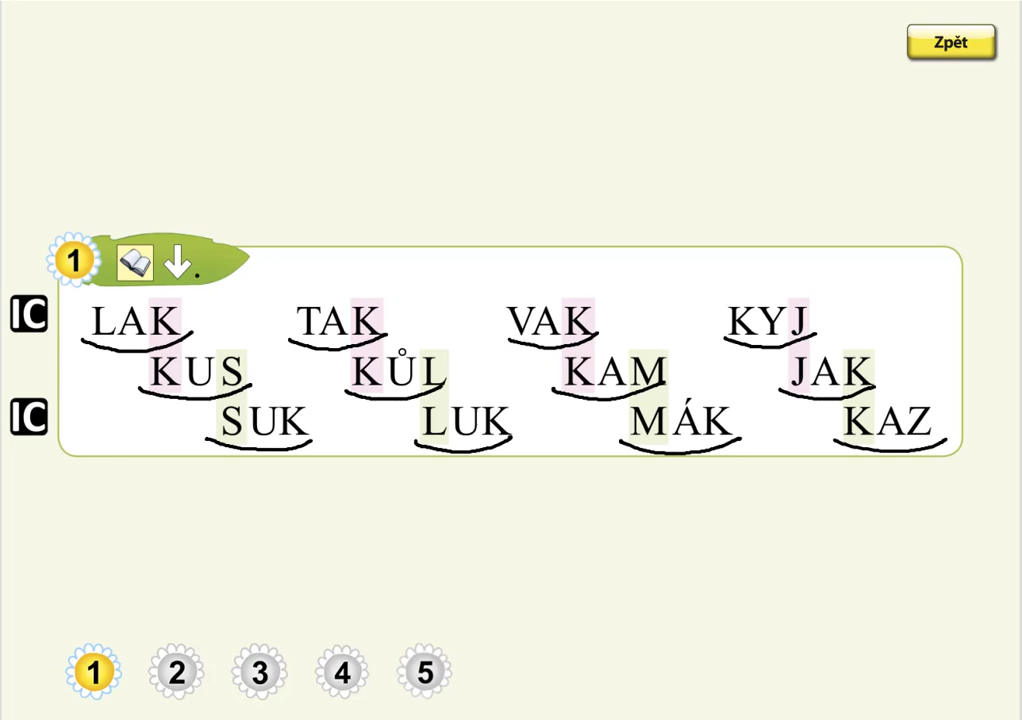 Zpět
1 .
IC
LAK TAK VAK KYJ
KUS KŮL KAM JAK
IC
SUK LUK MÁK KAZ
1 2 3 4 5